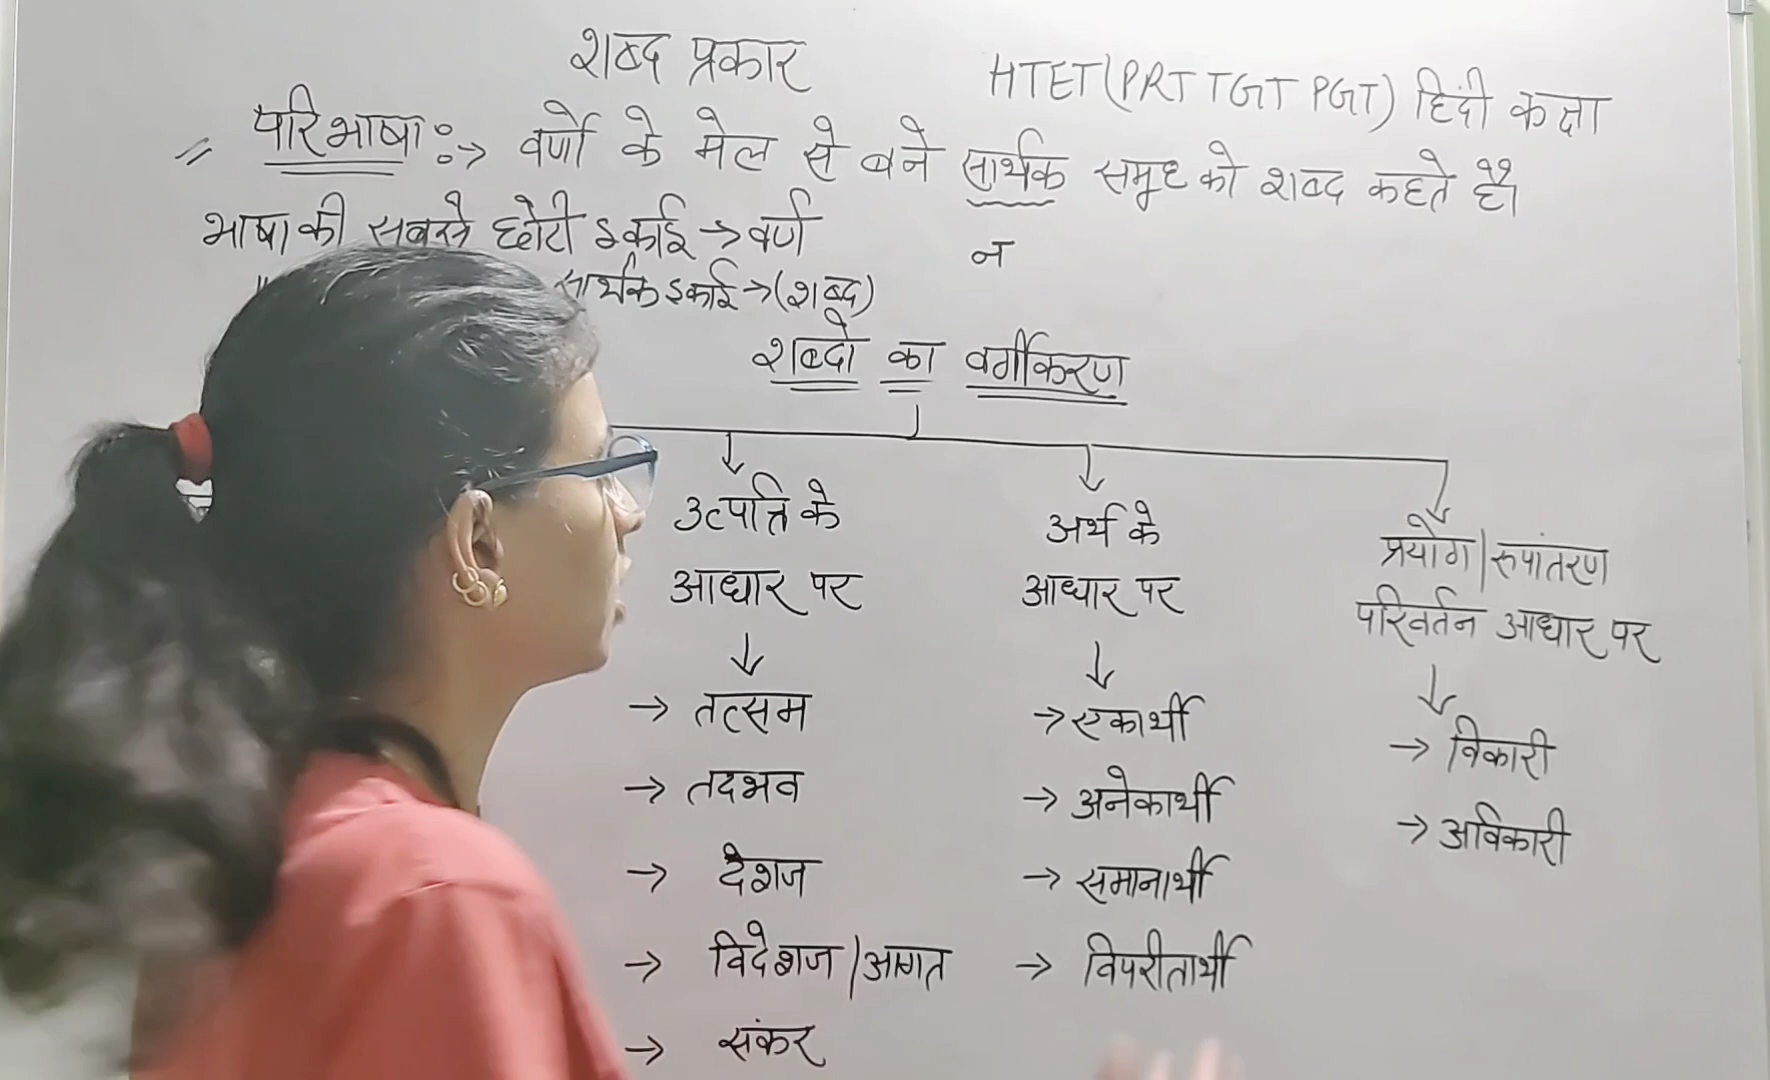 शब्द प्रकार
HTET(PRT TGT PGT) हिंदी कक्षा
परिभाषा :→ वर्णों के मेल से बने सार्थक समूह को शब्द कहते हैं।
भाषा की सबसे छोटी इकाई → वर्ण
न
" सार्थक इकाई → (शब्द)
शब्दों का वर्गीकरण
उत्पत्ति के
आधार पर
→ तत्सम
→ तदभव
→ देशज
→ विदेशज/आगत
→ संकर
अर्थ के
आधार पर
→ एकार्थी
→ अनेकार्थी
→ समानार्थी
→ विपरीतार्थी
प्रयोग/रूपांतरण
परिवर्तन आधार पर
→ विकारी
→ अविकारी